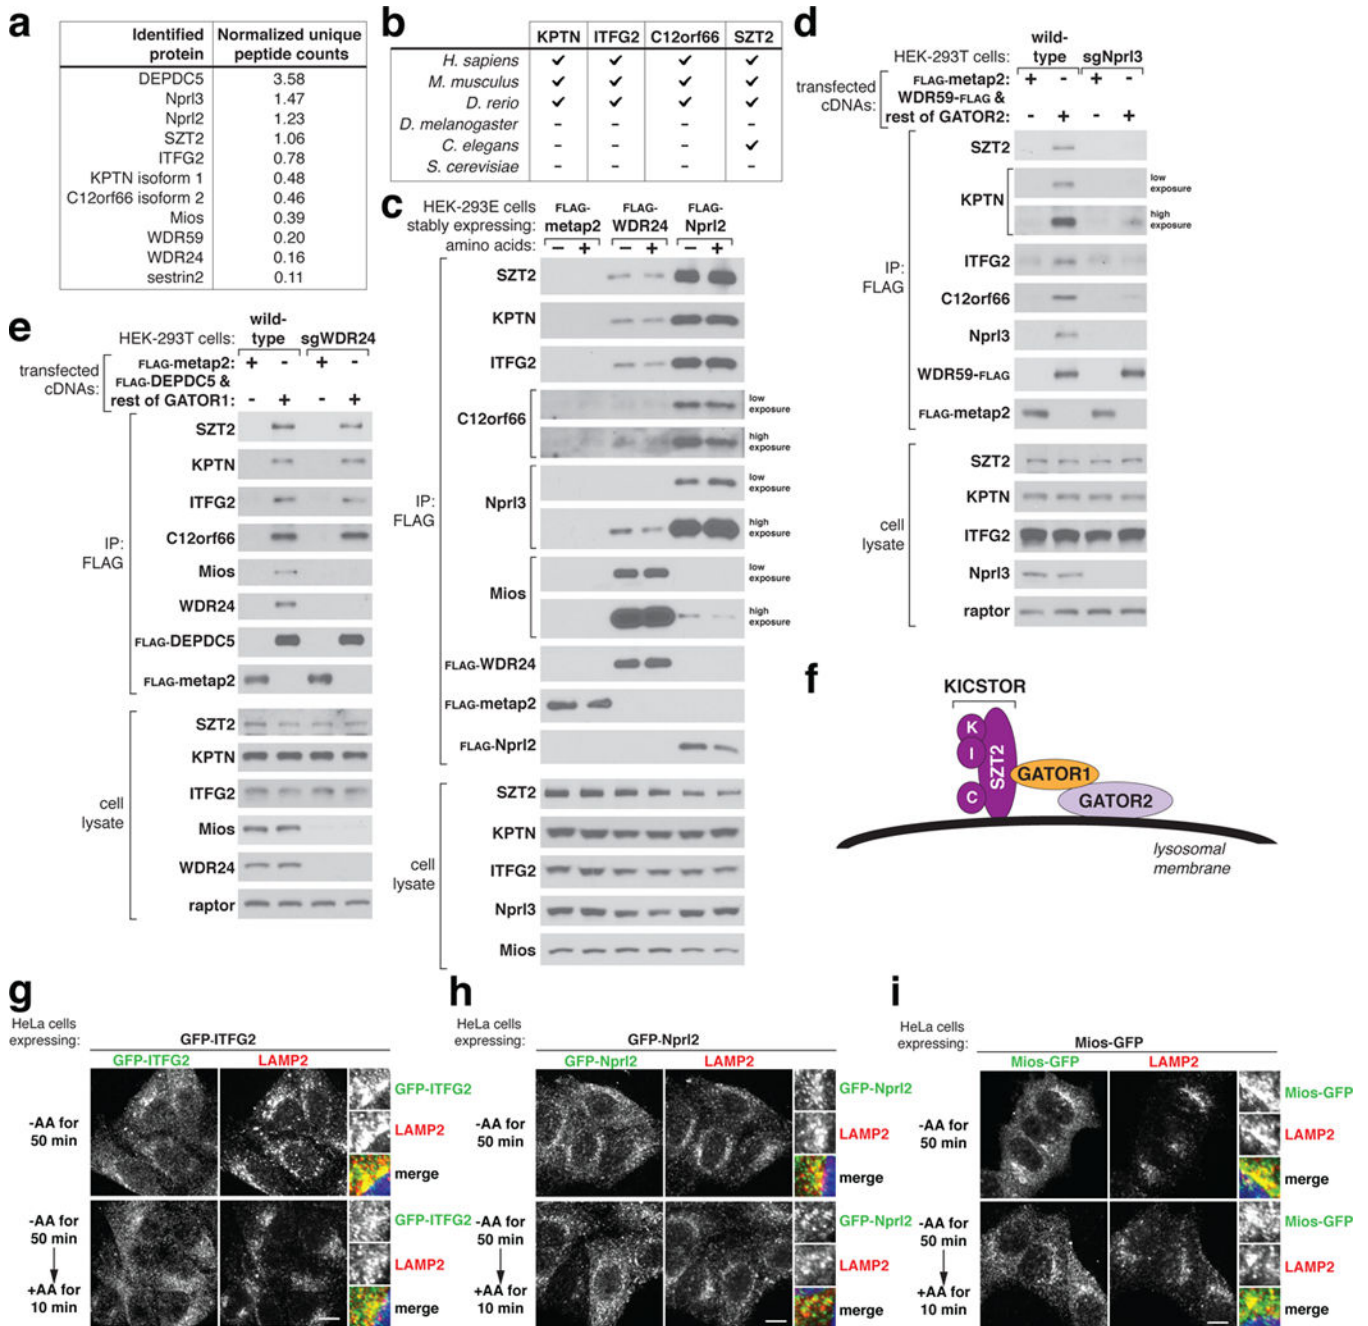 a
Identified protein Normalized unique peptide counts
DEPDC5 3.58
Nprl3 1.47
Nprl2 1.23
SZT2 1.06
ITFG2 0.78
KPTN isoform 1 0.48
C12orf66 isoform 2 0.46
Mios 0.39
WDR59 0.20
WDR24 0.16
sestrin2 0.11
b
KPTN ITFG2 C12orf66 SZT2
H. sapiens ✓ ✓ ✓ ✓
M. musculus ✓ ✓ ✓ ✓
D. rerio ✓ ✓ ✓ ✓
D. melanogaster – – – –
C. elegans – – – ✓
S. cerevisiae – – – –
c
HEK-293E cells stably expressing: FLAG-metap2 FLAG-WDR24 FLAG-Nprl2
amino acids: – + – + – +
IP: FLAG
SZT2
KPTN
ITFG2
C12orf66
low exposure
high exposure
Nprl3
low exposure
high exposure
Mios
low exposure
high exposure
FLAG-WDR24
FLAG-metap2
FLAG-Nprl2
cell lysate
SZT2
KPTN
ITFG2
Nprl3
Mios
d
HEK-293T cells: wild-type sgNprl3
transfected cDNAs:
FLAG-metap2: + - + -
WDR59-FLAG & rest of GATOR2: - + - +
IP: FLAG
SZT2
KPTN
low exposure
high exposure
ITFG2
C12orf66
Nprl3
WDR59-FLAG
FLAG-metap2
cell lysate
SZT2
KPTN
ITFG2
Nprl3
raptor
e
HEK-293T cells: wild-type sgWDR24
transfected cDNAs:
FLAG-metap2: + - + -
FLAG-DEPDC5 & rest of GATOR1: - + - +
IP: FLAG
SZT2
KPTN
ITFG2
C12orf66
Mios
WDR24
FLAG-DEPDC5
FLAG-metap2
cell lysate
SZT2
KPTN
ITFG2
Mios
WDR24
raptor
f
KICSTOR
K
I
C
SZT2
GATOR1
GATOR2
lysosomal membrane
g
HeLa cells expressing: GFP-ITFG2
GFP-ITFG2 LAMP2
-AA for 50 min
GFP-ITFG2
LAMP2
merge
-AA for 50 min
+AA for 10 min
GFP-ITFG2
LAMP2
merge
h
HeLa cells expressing: GFP-Nprl2
GFP-Nprl2 LAMP2
-AA for 50 min
GFP-Nprl2
LAMP2
merge
-AA for 50 min
+AA for 10 min
GFP-Nprl2
LAMP2
merge
i
HeLa cells expressing: Mios-GFP
Mios-GFP LAMP2
-AA for 50 min
Mios-GFP
LAMP2
merge
-AA for 50 min
+AA for 10 min
Mios-GFP
LAMP2
merge